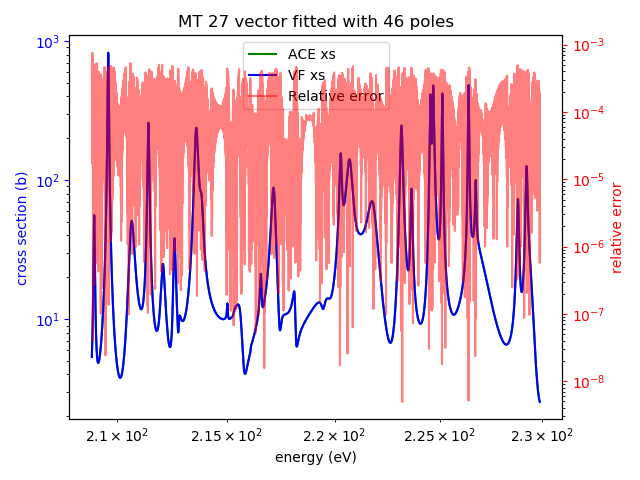 MT 27 vector fitted with 46 poles
ACE xs
VF xs
Relative error
10³
10²
10¹
cross section (b)
10⁻³
10⁻⁴
10⁻⁵
10⁻⁶
10⁻⁷
10⁻⁸
relative error
2.1 × 10² 2.15 × 10² 2.2 × 10² 2.25 × 10² 2.3 × 10²
energy (eV)